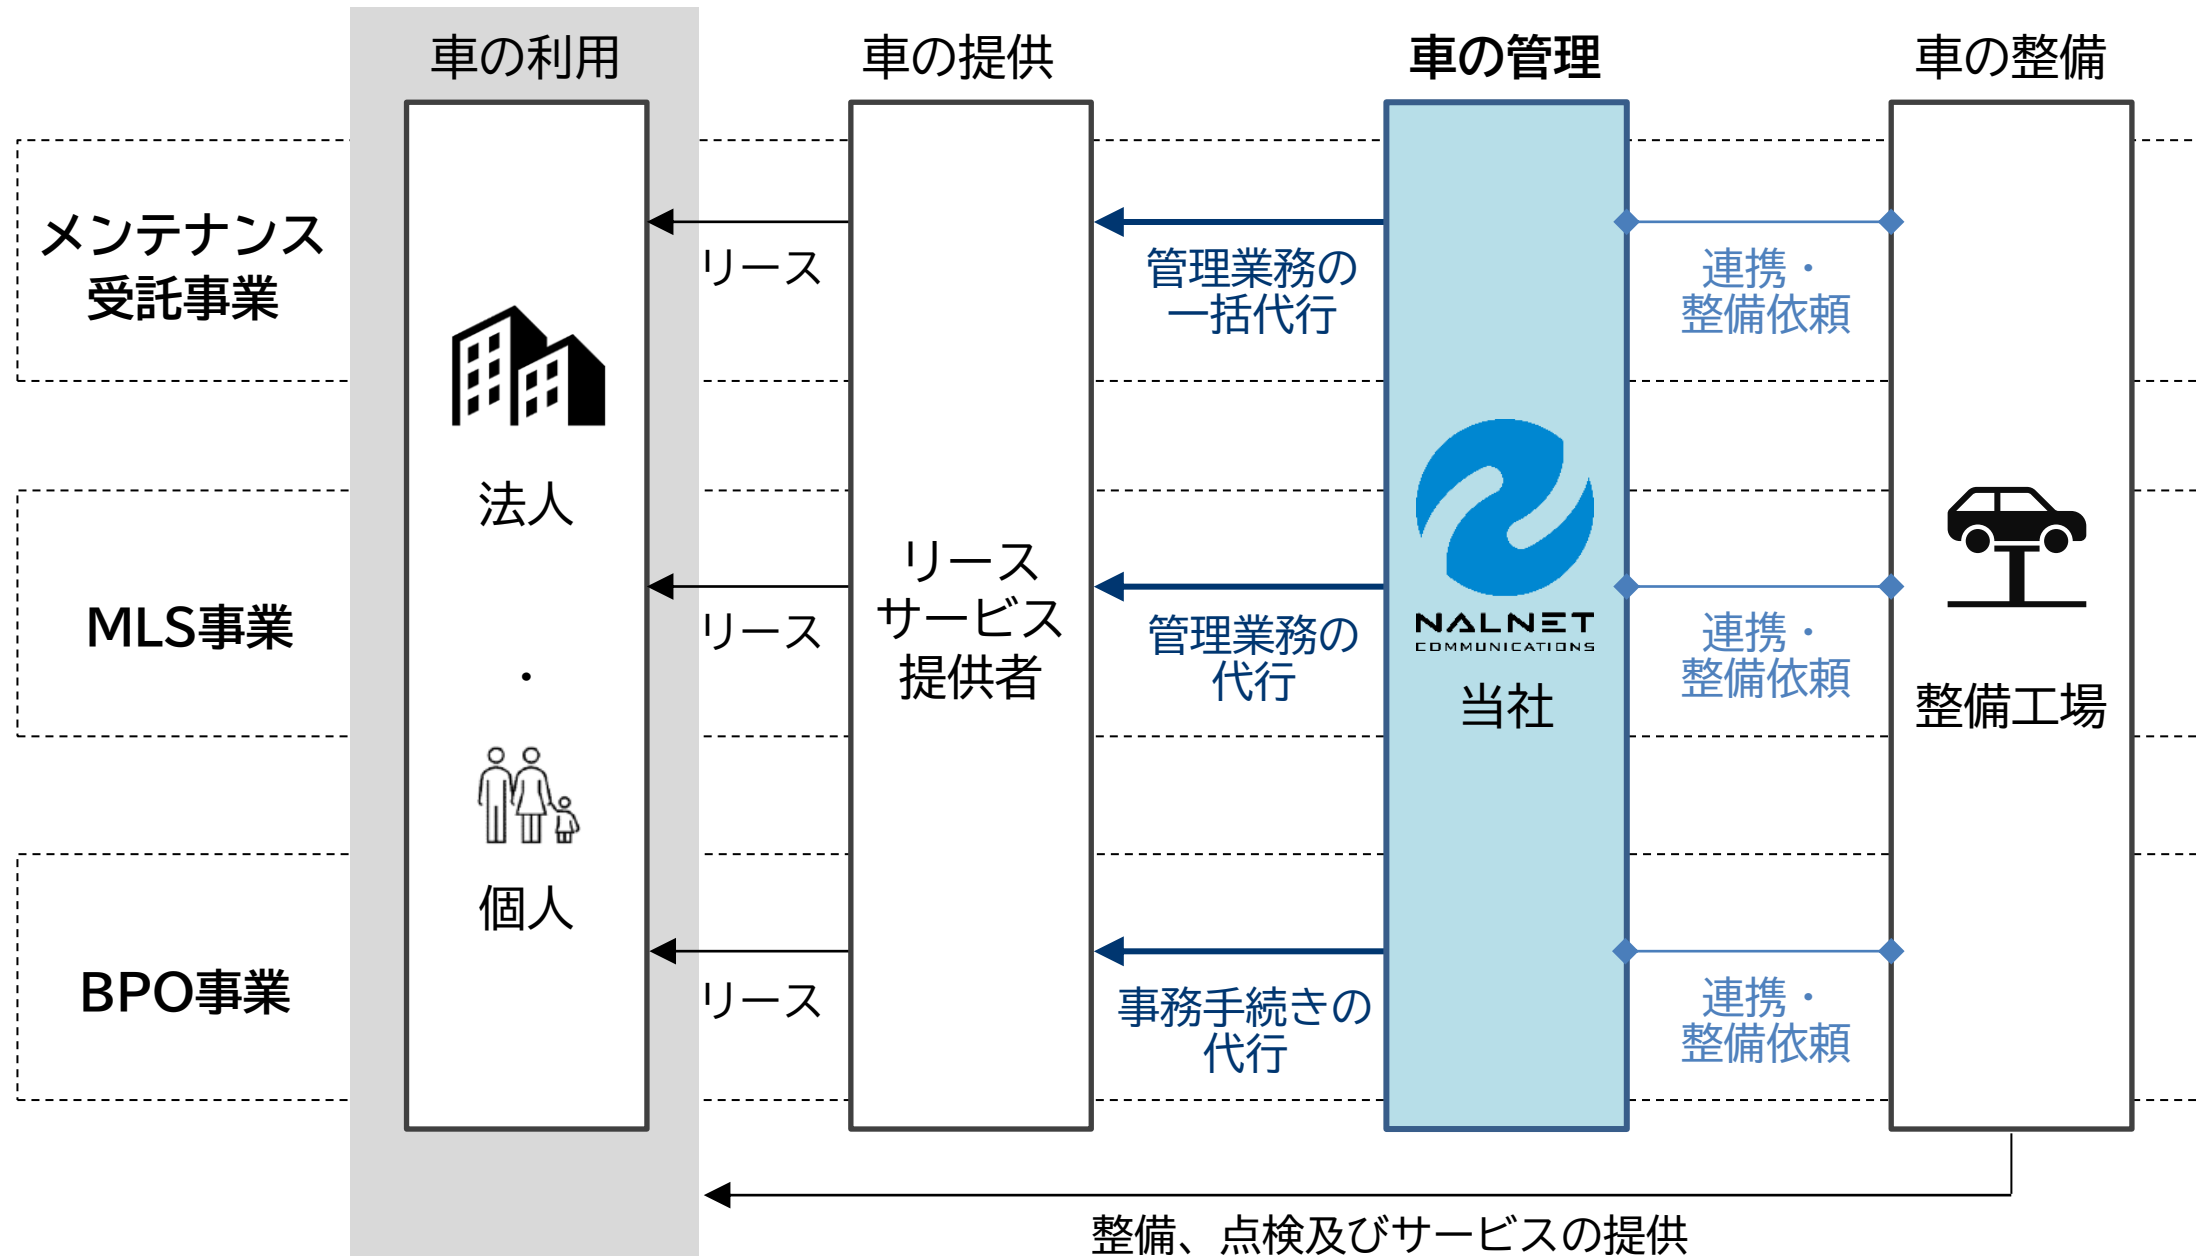 車の利用
車の提供
車の管理
車の整備
メンテナンス
受託事業
リース
管理業務の
一括代行
連携・
整備依頼
法人
・
個人
リース
サービス
提供者
NALNET
COMMUNICATIONS
当社
整備工場
MLS事業
リース
管理業務の
代行
連携・
整備依頼
BPO事業
リース
事務手続きの
代行
連携・
整備依頼
整備、点検及びサービスの提供